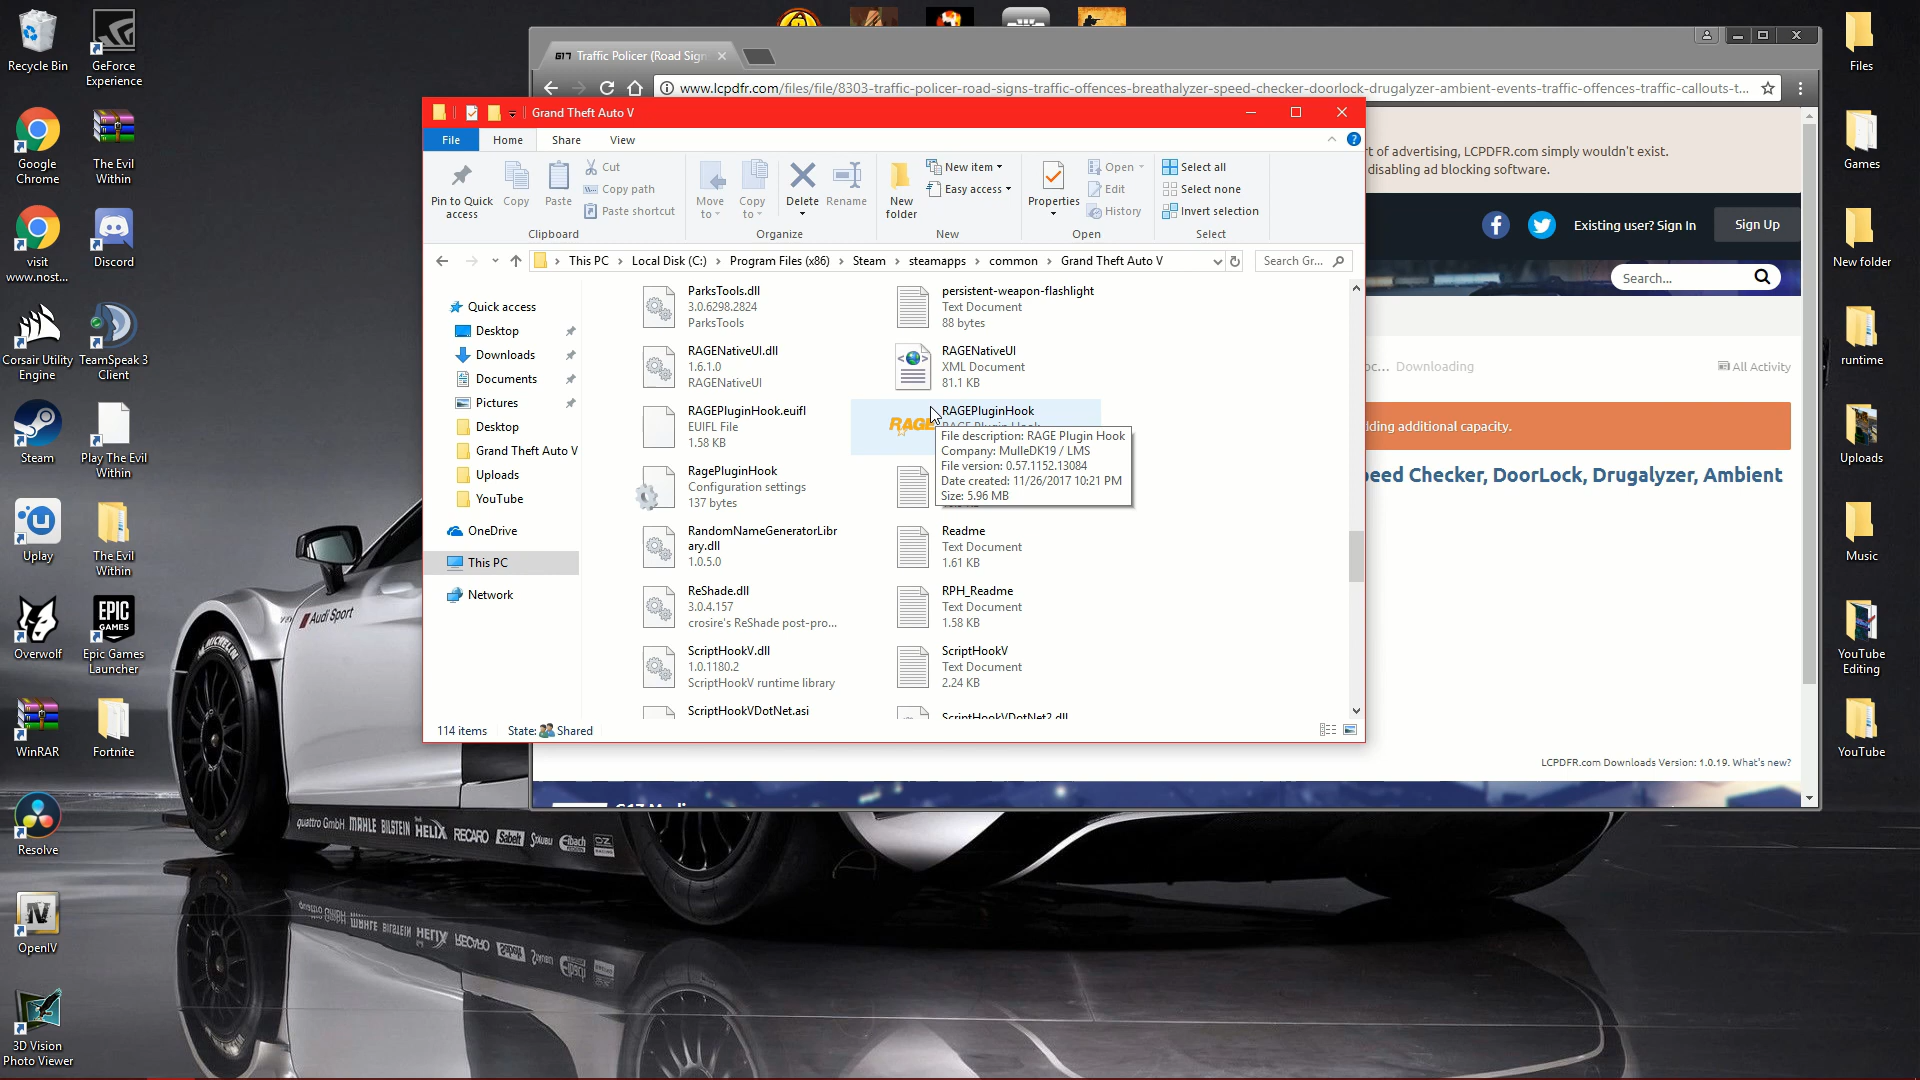 Recycle Bin
GeForce
Experience
Google
Chrome
The Evil
Within
visit
www.nost...
Discord
Corsair Utility
Engine
TeamSpeak 3
Client
Steam
Play The Evil
Within
Uplay
The Evil
Within
Overwolf
EPIC
GAMES
Epic Games
Launcher
WinRAR
Fortnite
Resolve
OpenIV
3D Vision
Photo Viewer
Files
Games
New folder
runtime
Uploads
Music
YouTube
Editing
YouTube
G17 Traffic Policer (Road Sign
www.lcpdfr.com/files/file/8303-traffic-policer-road-signs-traffic-offences-breathalyzer-speed-checker-doorlock-drugalyzer-ambient-events-traffic-offences-traffic-callouts-t...
t of advertising, LCPDFR.com simply wouldn't exist.
disabling ad blocking software.
Existing user? Sign In
Sign Up
Search...
oc... Downloading
All Activity
dding additional capacity.
peed Checker, DoorLock, Drugalyzer, Ambient
LCPDFR.com Downloads Version: 1.0.19. What's new?
Grand Theft Auto V
File
Home
Share
View
Pin to Quick
access
Copy
Paste
Cut
Copy path
Paste shortcut
Clipboard
Move
to
Copy
to
Delete
Rename
Organize
New
folder
New item
Easy access
New
Properties
Open
Edit
History
Open
Select all
Select none
Invert selection
Select
This PC > Local Disk (C:) > Program Files (x86) > Steam > steamapps > common > Grand Theft Auto V
Search Gr...
Quick access
Desktop
Downloads
Documents
Pictures
Desktop
Grand Theft Auto V
Uploads
YouTube
OneDrive
This PC
Network
ParksTools.dll
3.0.6298.2824
ParksTools
persistent-weapon-flashlight
Text Document
88 bytes
RAGENativeUI.dll
1.6.1.0
RAGENativeUI
RAGENativeUI
XML Document
81.1 KB
RAGEPluginHook.euifl
EUIFL File
1.58 KB
RAGE
RAGEPluginHook
RAGE Plugin Hook
File description: RAGE Plugin Hook
Company: MulleDK19 / LMS
File version: 0.57.1152.13084
Date created: 11/26/2017 10:21 PM
Size: 5.96 MB
RagePluginHook
Configuration settings
137 bytes
RandomNameGeneratorLibr
ary.dll
1.0.5.0
Readme
Text Document
1.61 KB
ReShade.dll
3.0.4.157
crosire's ReShade post-pro...
RPH_Readme
Text Document
1.58 KB
ScriptHookV.dll
1.0.1180.2
ScriptHookV runtime library
ScriptHookV
Text Document
2.24 KB
ScriptHookVDotNet.asi
ScriptHookVDotNet2.dll
114 items
State: Shared
Audi Sport
MICHELIN
quattro GmbH MAHLE BILSTEIN HELIX RECARO Sabelt STAUBLI Eibach OZ